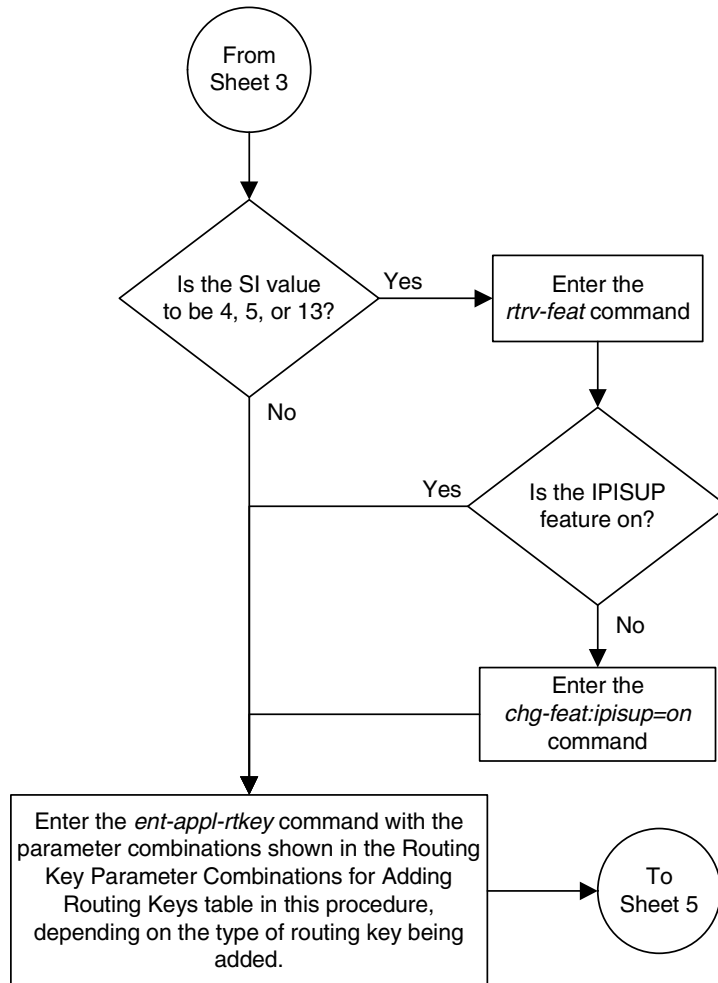 From
Sheet 3
Is the SI value
to be 4, 5, or 13?
Yes
Enter the
rtrv-feat command
No
Yes
Is the IPISUP
feature on?
No
Enter the
chg-feat:ipisup=on
command
Enter the ent-appl-rtkey command with the
parameter combinations shown in the Routing
Key Parameter Combinations for Adding
Routing Keys table in this procedure,
depending on the type of routing key being
added.
To
Sheet 5